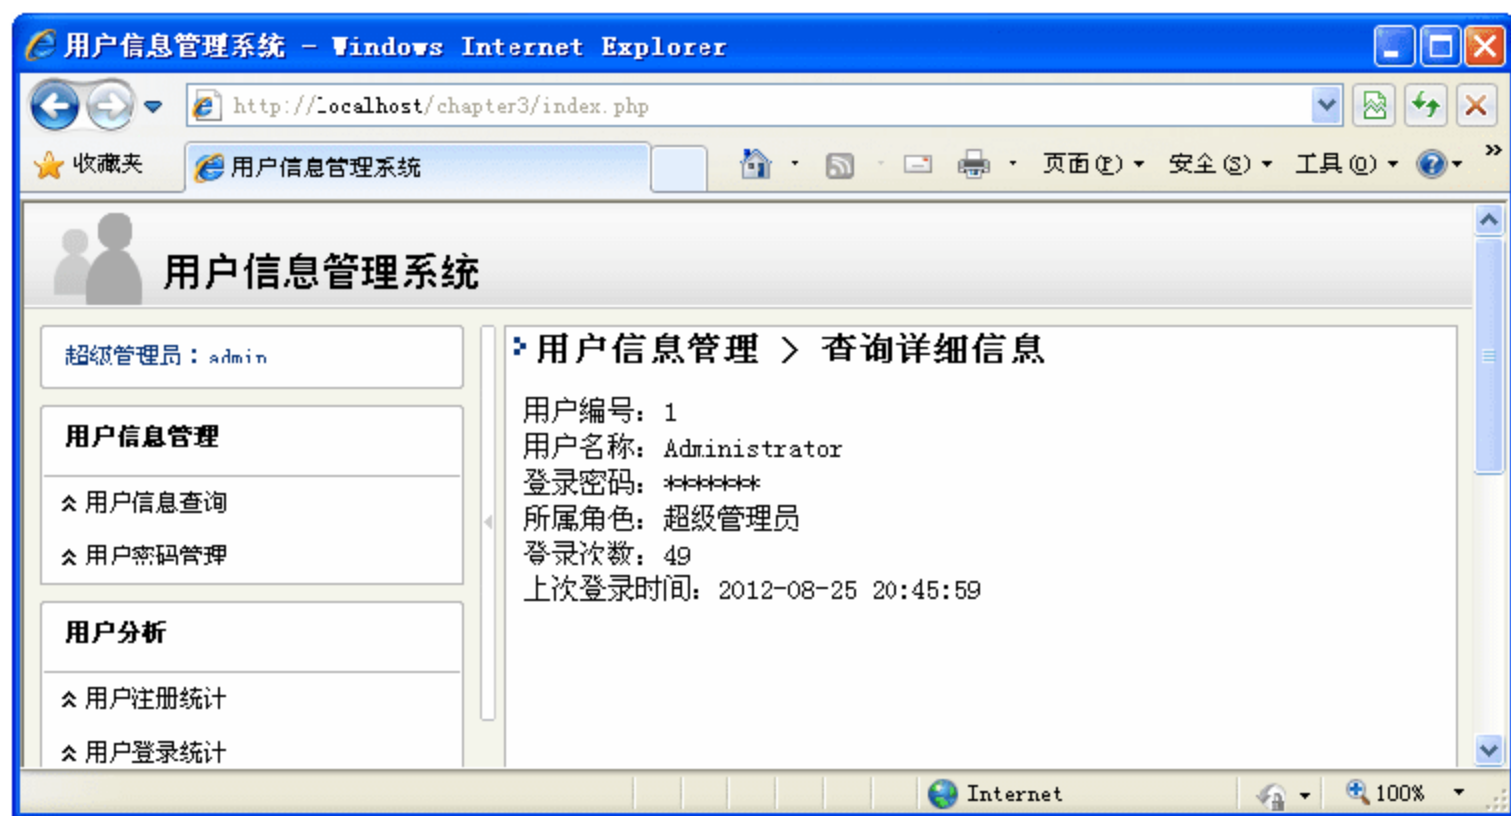 用户信息管理系统 - Windows Internet Explorer
http://localhost/chapter3/index.php
收藏夹
用户信息管理系统
页面(P)
安全(S)
工具(O)
»
用户信息管理系统
超级管理员：admin
用户信息管理
用户信息查询
用户密码管理
用户分析
用户注册统计
用户登录统计
用户信息管理 > 查询详细信息
用户编号：1
用户名称：Administrator
登录密码：*******
所属角色：超级管理员
登录次数：49
上次登录时间：2012-08-25 20:45:59
Internet
100%